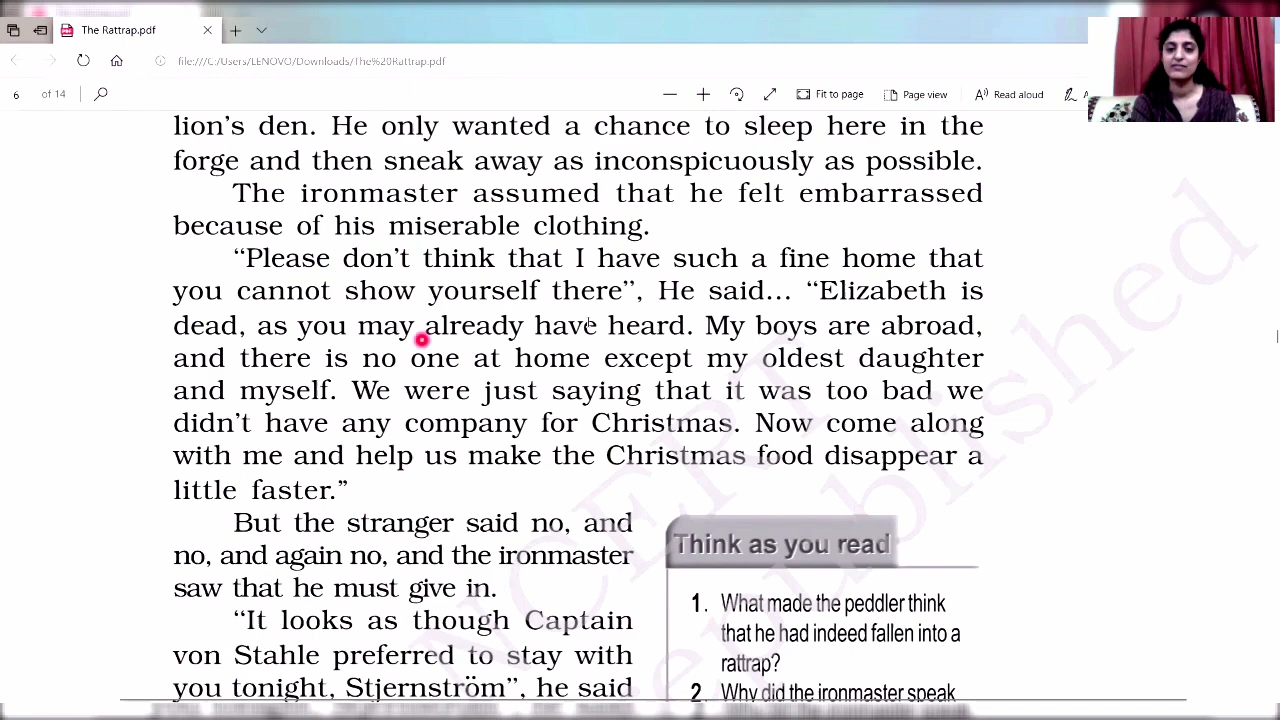 The Rattrap.pdf
file:///C:/Users/LENOVO/Downloads/The%20Rattrap.pdf
6 of 14
Fit to page
Page view
Read aloud
lion's den. He only wanted a chance to sleep here in the
forge and then sneak away as inconspicuously as possible.
The ironmaster assumed that he felt embarrassed
because of his miserable clothing.
“Please don't think that I have such a fine home that
you cannot show yourself there”, He said... “Elizabeth is
dead, as you may already have heard. My boys are abroad,
and there is no one at home except my oldest daughter
and myself. We were just saying that it was too bad we
didn't have any company for Christmas. Now come along
with me and help us make the Christmas food disappear a
little faster.”
But the stranger said no, and
no, and again no, and the ironmaster
saw that he must give in.
“It looks as though Captain
von Stahle preferred to stay with
you tonight, Stjernström”, he said
Think as you read
1. What made the peddler think
that he had indeed fallen into a
rattrap?
2. Why did the ironmaster speak
NCERT
republished